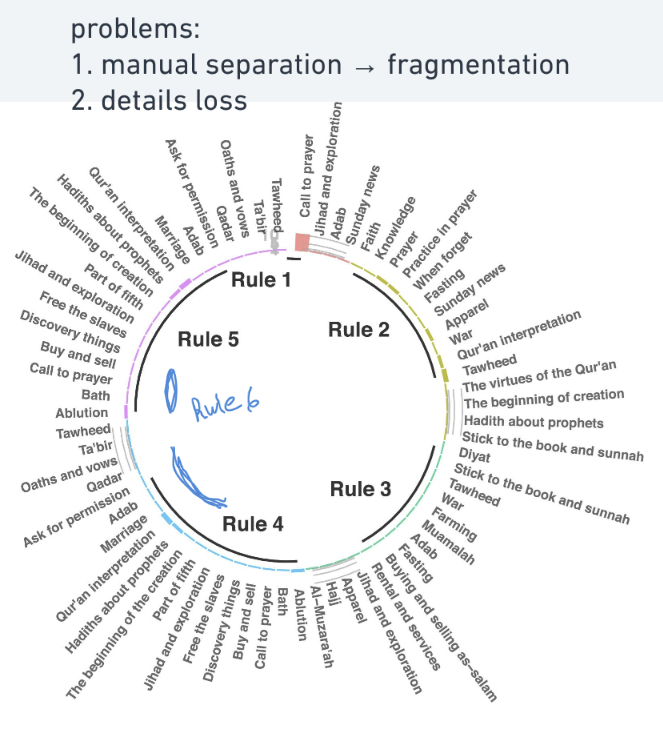 problems:
1. manual separation → fragmentation
2. details loss
Call to prayer
Jihad and exploration
Adab
Sunday news
Faith
Knowledge
Prayer
Practice in prayer
When forget
Fasting
Sunday news
Apparel
War
Qur'an interpretation
Tawheed
The virtues of the Qur'an
The beginning of creation
Hadith about prophets
Stick to the book and sunnah
Diyat
Stick to the book and sunnah
Tawheed
War
Farming
Muamalah
Adab
Fasting
Buying and selling as-salam
Rental and services
Jihad and exploration
Apparel
Hajj
Al-Muzara'ah
Ablution
Bath
Call to prayer
Buy and sell
Discovery things
Free the slaves
Jihad and exploration
Part of fifth
The beginning of the creation
Hadiths about prophets
Qur'an interpretation
Marriage
Adab
Ask for permission
Qadar
Oaths and vows
Ta'bir
Tawheed
Ablution
Bath
Call to prayer
Buy and sell
Discovery things
Free the slaves
Jihad and exploration
Part of fifth
The beginning of creation
Hadiths about prophets
Qur'an interpretation
Marriage
Adab
Ask for permission
Qadar
Oaths and vows
Ta'bir
Tawheed
Rule 1
Rule 2
Rule 3
Rule 4
Rule 5
Rule 6